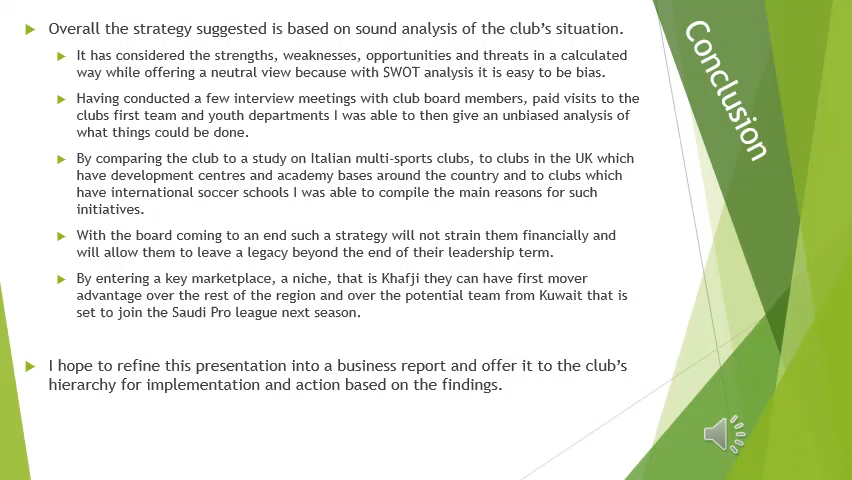 Overall the strategy suggested is based on sound analysis of the club's situation.
It has considered the strengths, weaknesses, opportunities and threats in a calculated
way while offering a neutral view because with SWOT analysis it is easy to be bias.
Having conducted a few interview meetings with club board members, paid visits to the
clubs first team and youth departments I was able to then give an unbiased analysis of
what things could be done.
By comparing the club to a study on Italian multi-sports clubs, to clubs in the UK which
have development centres and academy bases around the country and to clubs which
have international soccer schools I was able to compile the main reasons for such
initiatives.
With the board coming to an end such a strategy will not strain them financially and
will allow them to leave a legacy beyond the end of their leadership term.
By entering a key marketplace, a niche, that is Khafji they can have first mover
advantage over the rest of the region and over the potential team from Kuwait that is
set to join the Saudi Pro league next season.
I hope to refine this presentation into a business report and offer it to the club's
hierarchy for implementation and action based on the findings.
Conclusion